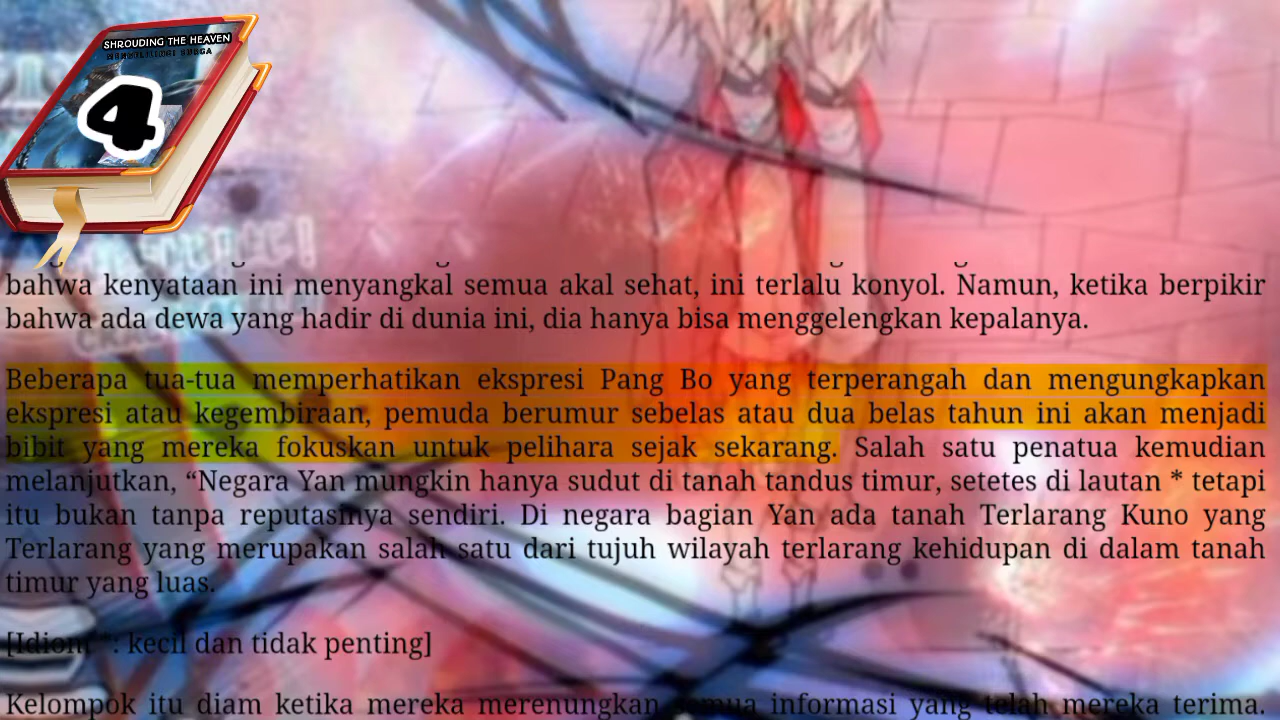 SHROUDING THE HEAVEN
4
bahwa kenyataan ini menyangkal semua akal sehat, ini terlalu konyol. Namun, ketika berpikir
bahwa ada dewa yang hadir di dunia ini, dia hanya bisa menggelengkan kepalanya.
Beberapa tua-tua memperhatikan ekspresi Pang Bo yang terperangah dan mengungkapkan
ekspresi atau kegembiraan, pemuda berumur sebelas atau dua belas tahun ini akan menjadi
bibit yang mereka fokuskan untuk pelihara sejak sekarang. Salah satu penatua kemudian
melanjutkan, “Negara Yan mungkin hanya sudut di tanah tandus timur, setetes di lautan * tetapi
itu bukan tanpa reputasinya sendiri. Di negara bagian Yan ada tanah Terlarang Kuno yang
Terlarang yang merupakan salah satu dari tujuh wilayah terlarang kehidupan di dalam tanah
timur yang luas.
[Idiom *: kecil dan tidak penting]
Kelompok itu diam ketika mereka merenungkan semua informasi yang telah mereka terima.